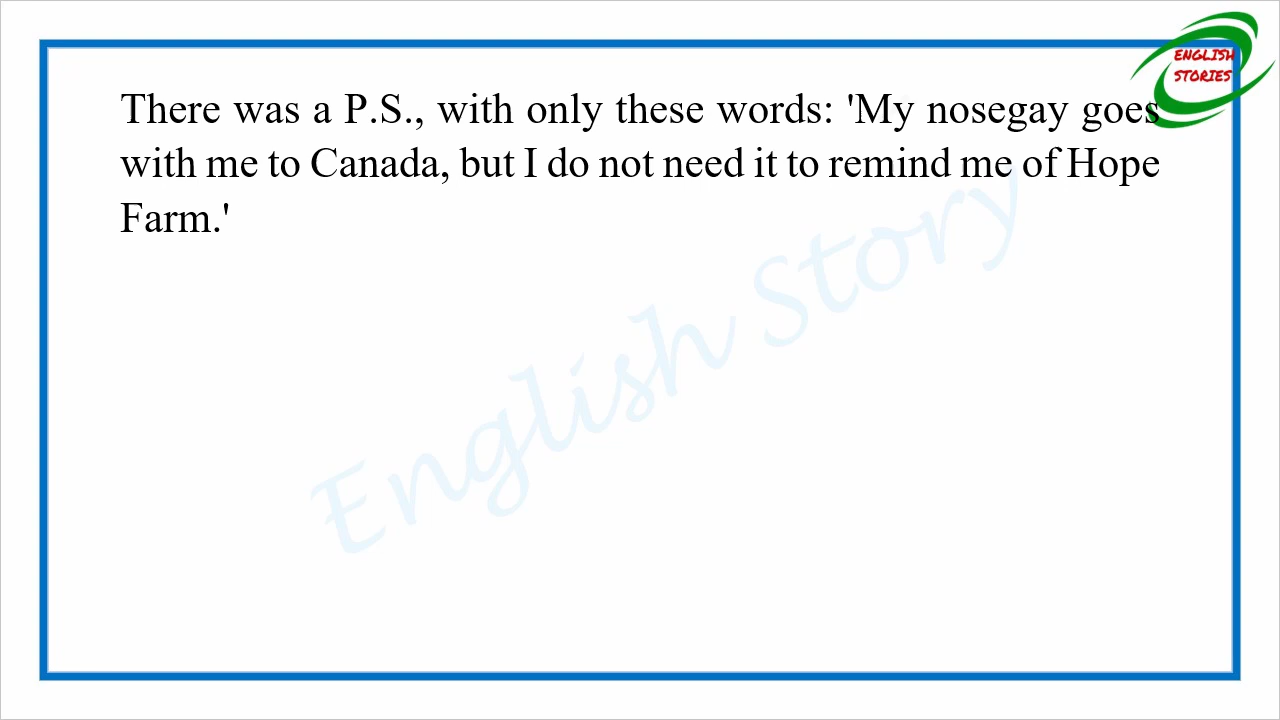 ENGLISH
STORIES
There was a P.S., with only these words: 'My nosegay goes
with me to Canada, but I do not need it to remind me of Hope
Farm.'
English Story